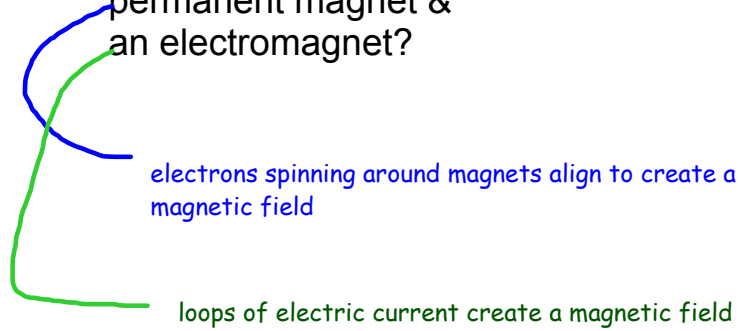 permanent magnet &
an electromagnet?
electrons spinning around magnets align to create a
magnetic field
loops of electric current create a magnetic field